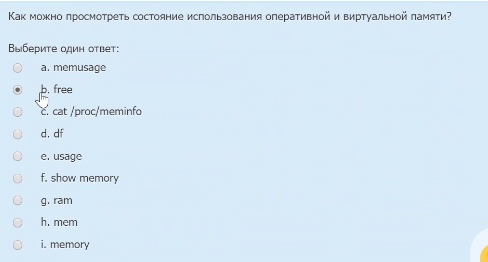 Как можно просмотреть состояние использования оперативной и виртуальной памяти?
Выберите один ответ:
a. memusage
b. free
c. cat /proc/meminfo
d. df
e. usage
f. show memory
g. ram
h. mem
i. memory